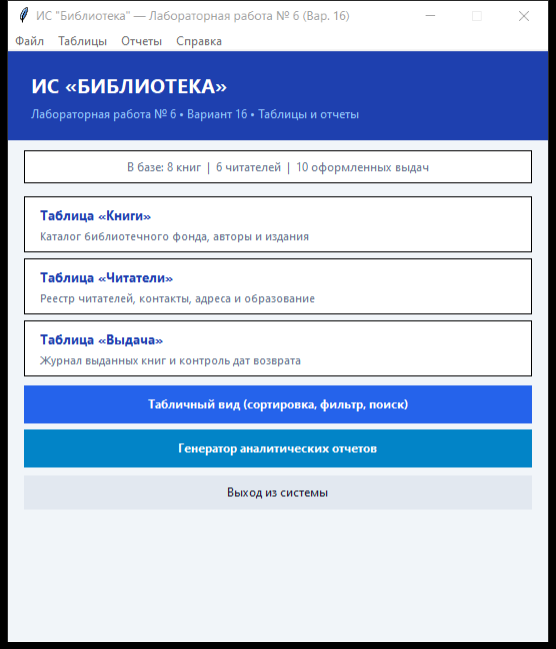 ИС "Библиотека" — Лабораторная работа № 6 (Вар. 16)
Файл Таблицы Отчеты Справка
ИС «БИБЛИОТЕКА»
Лабораторная работа № 6 • Вариант 16 • Таблицы и отчеты
В базе: 8 книг | 6 читателей | 10 оформленных выдач
Таблица «Книги»
Каталог библиотечного фонда, авторы и издания
Таблица «Читатели»
Реестр читателей, контакты, адреса и образование
Таблица «Выдача»
Журнал выданных книг и контроль дат возврата
Табличный вид (сортировка, фильтр, поиск)
Генератор аналитических отчетов
Выход из системы